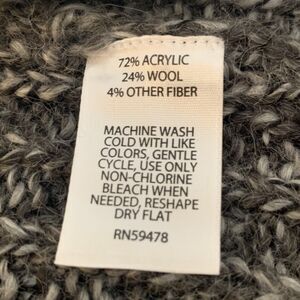 72% ACRYLIC
24% WOOL
4% OTHER FIBER
MACHINE WASH
COLD WITH LIKE
COLORS, GENTLE
CYCLE, USE ONLY
NON-CHLORINE
BLEACH WHEN
NEEDED, RESHAPE
DRY FLAT
RN59478